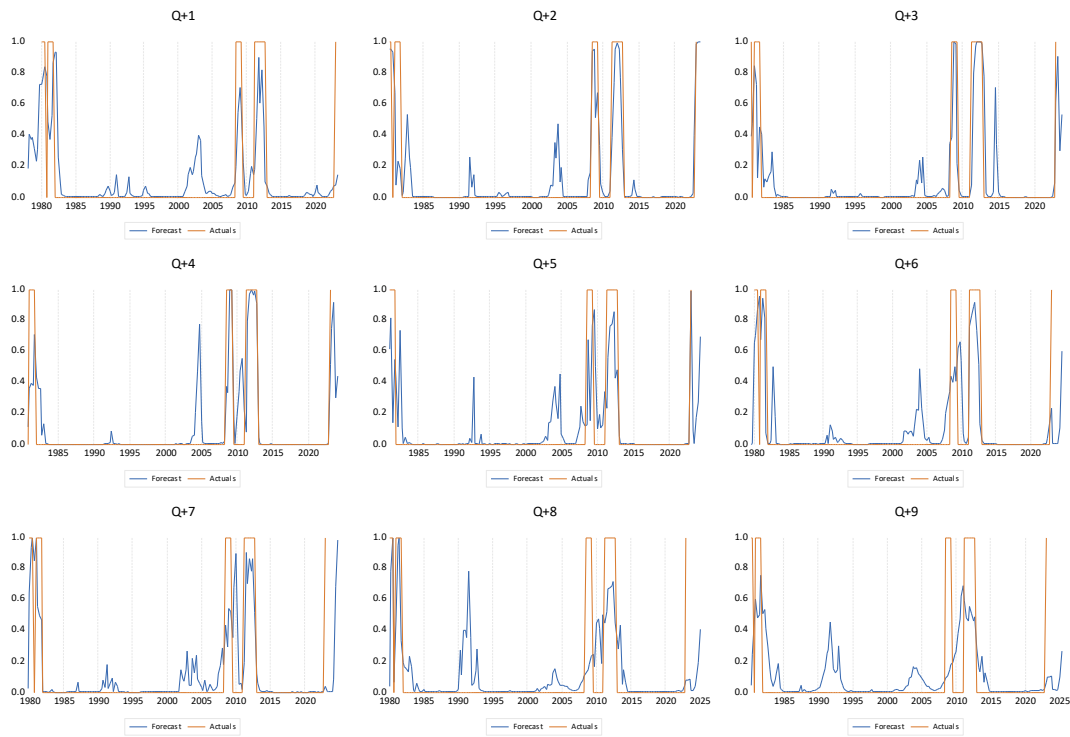 Q+1
Q+2
Q+3
1.0 1.0 1.0
0.8 0.8 0.8
0.6 0.6 0.6
0.4 0.4 0.4
0.2 0.2 0.2
0.0 0.0 0.0
1980 1985 1990 1995 2000 2005 2010 2015 2020
1985 1990 1995 2000 2005 2010 2015 2020
1985 1990 1995 2000 2005 2010 2015 2020
Forecast Actuals
Forecast Actuals
Forecast Actuals
Q+4
Q+5
Q+6
1.0 1.0 1.0
0.8 0.8 0.8
0.6 0.6 0.6
0.4 0.4 0.4
0.2 0.2 0.2
0.0 0.0 0.0
1985 1990 1995 2000 2005 2010 2015 2020
1985 1990 1995 2000 2005 2010 2015 2020
1980 1985 1990 1995 2000 2005 2010 2015 2020
Forecast Actuals
Forecast Actuals
Forecast Actuals
Q+7
Q+8
Q+9
1.0 1.0 1.0
0.8 0.8 0.8
0.6 0.6 0.6
0.4 0.4 0.4
0.2 0.2 0.2
0.0 0.0 0.0
1980 1985 1990 1995 2000 2005 2010 2015 2020
1980 1985 1990 1995 2000 2005 2010 2015 2020 2025
1980 1985 1990 1995 2000 2005 2010 2015 2020 2025
Forecast Actuals
Forecast Actuals
Forecast Actuals